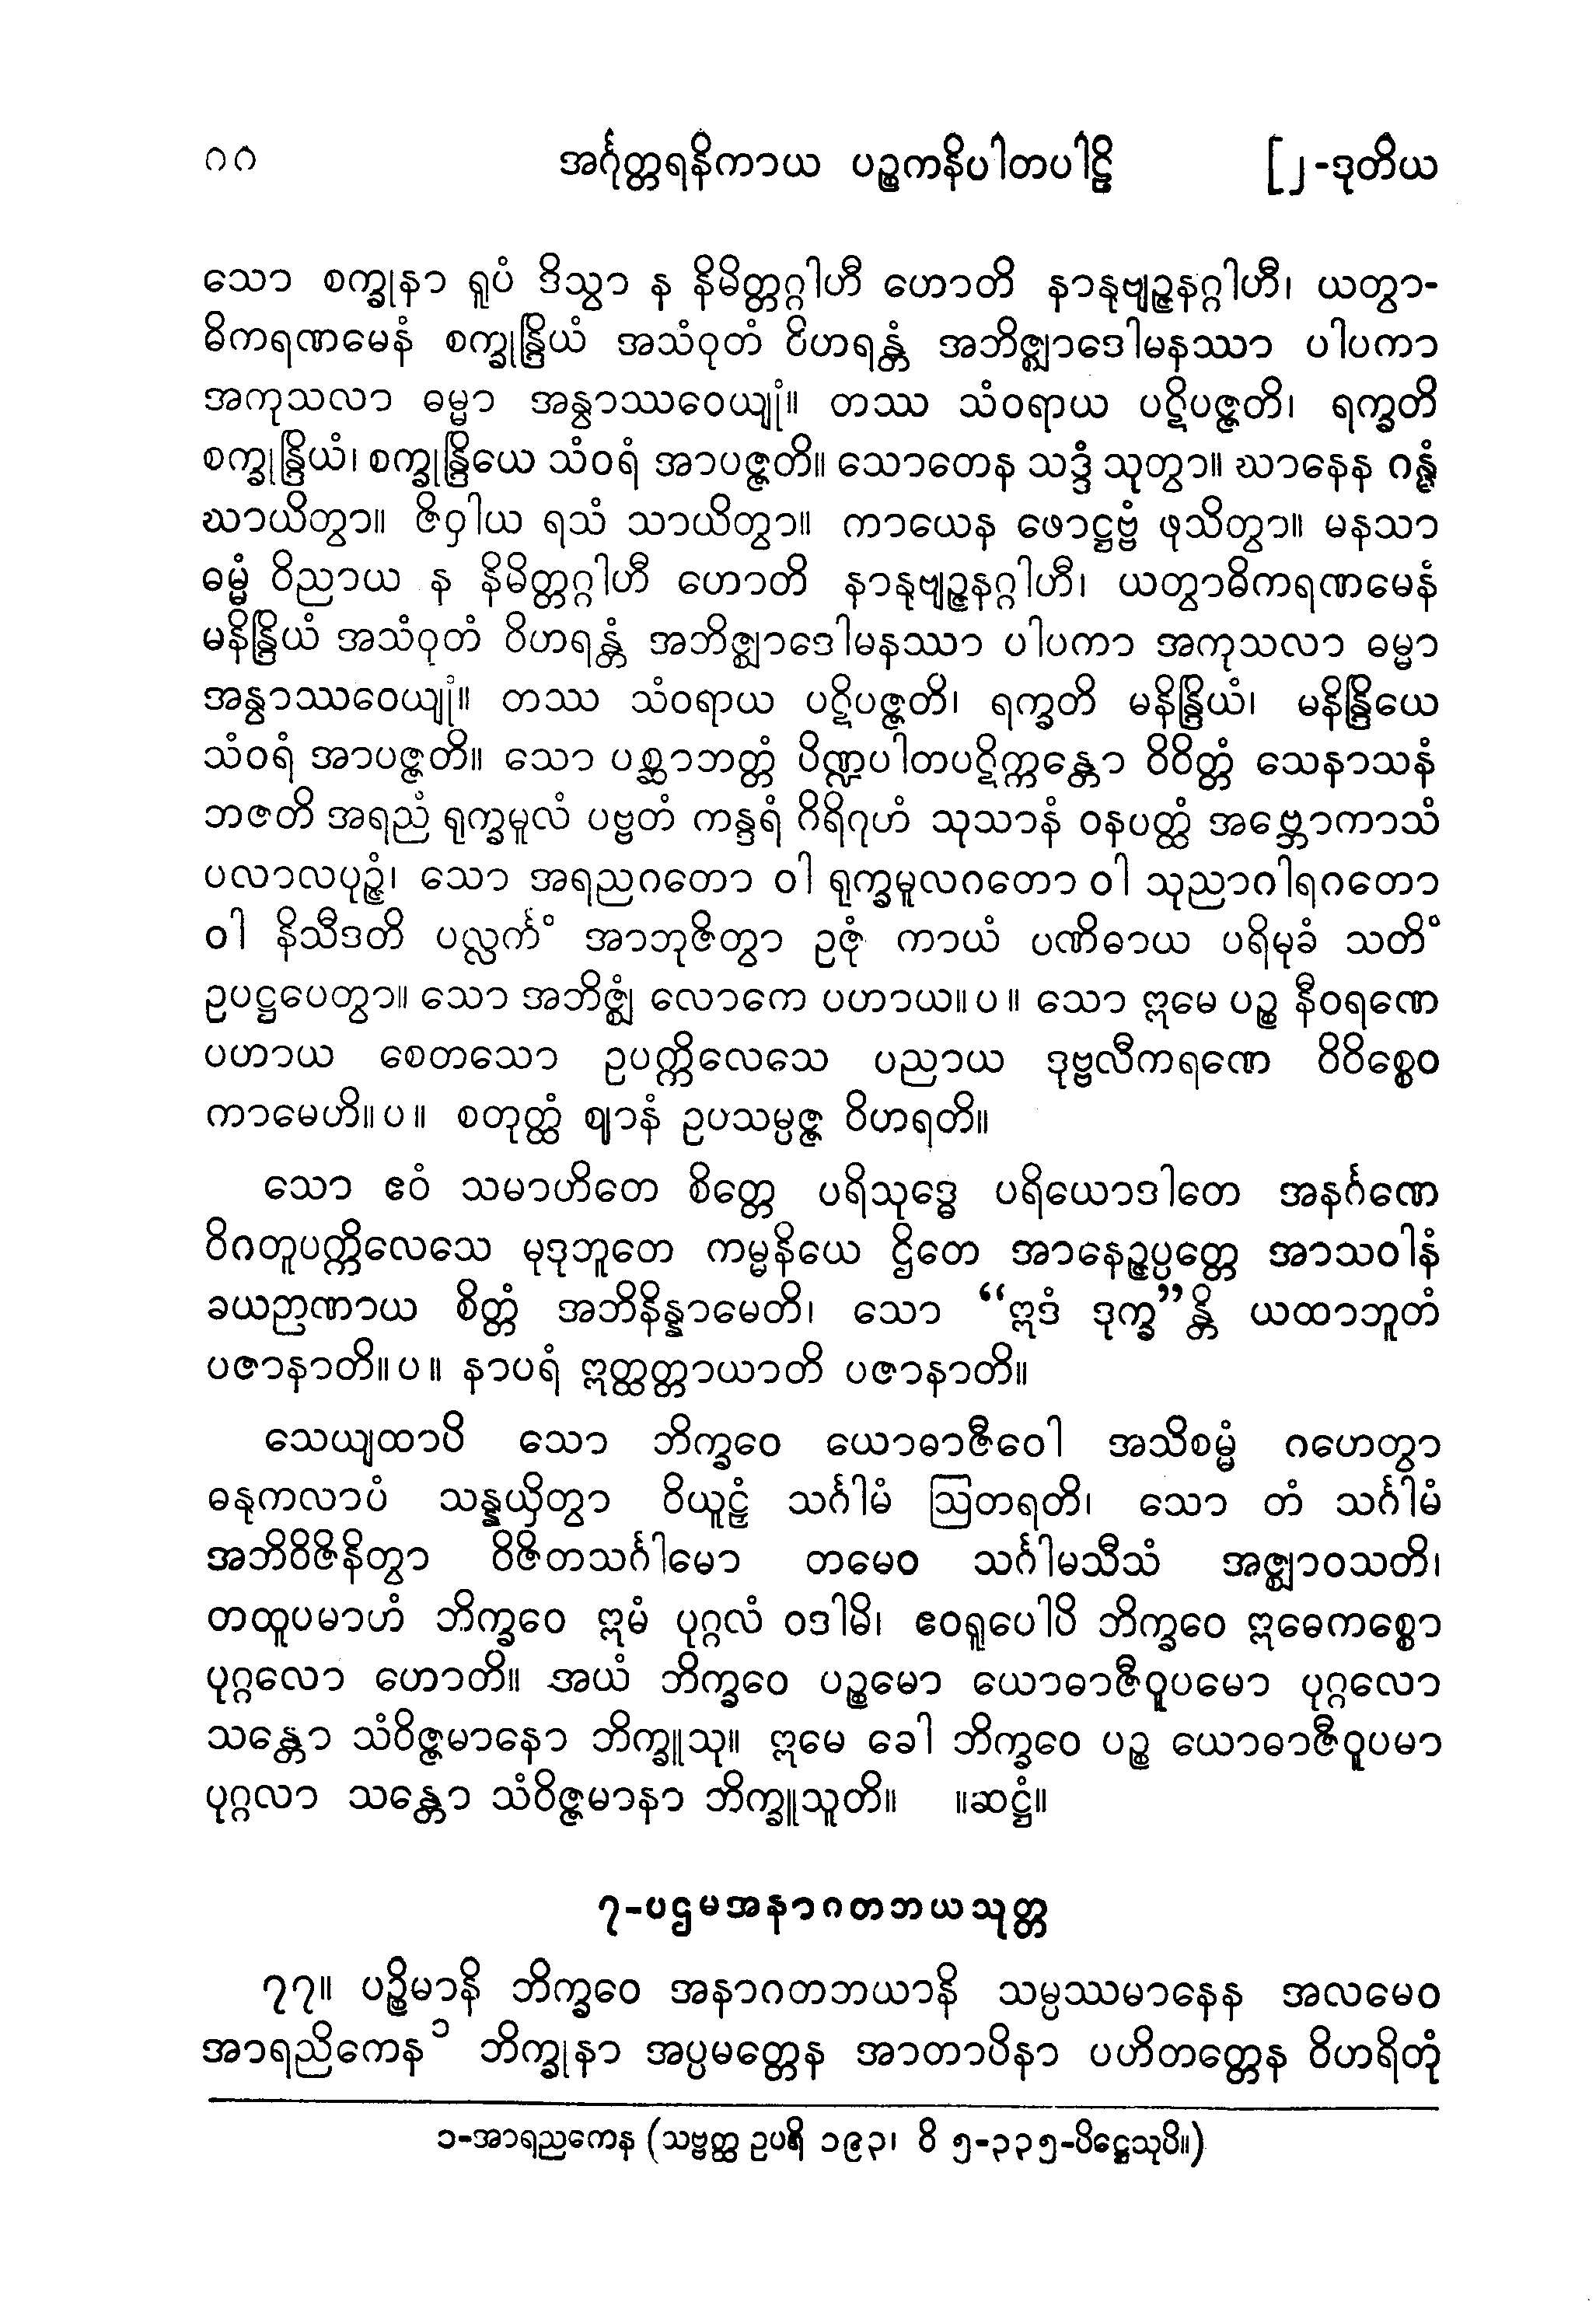 ၈၈ အင်္ဂုတ္တရနိကာယ ပဉ္စကနိပါတပါဠိ [၂-ဒုတိယ
သော စက္ခုနာ ရူပံ ဒိသွာ န နိမိတ္တဂ္ဂါဟီ ဟောတိ နာနုဗျဉ္ဇနဂ္ဂါဟီ၊ ယတွာ-
ဓိကရဏမေနံ စက္ခုန္ဒြိယံ အသံဝုတံ ဝိဟရန္တံ အဘိဇ္ဈာဒေါမနဿာ ပါပကာ
အကုသလာ ဓမ္မာ အန္വာဿဝေယျုံ။ တဿ သံဝရာယ ပဋိပဇ္ဇတိ၊ ရက္ခတိ
စက္ခုန္ဒြိယံ၊ စက္ခုန္ဒြိယေ သံဝရံ အာပဇ္ဇတိ။ သောတေန သဒ္ဒံ သုတွာ။ ဃာနေန ဂန္ဓံ
ဃာယိတွာ။ ဇိဝှါယ ရသံ သာယိတွာ။ ကာယေန ဖောဋ္ဌဗ္ဗံ ဖုသိတွာ။ မနသာ
ဓမ္မံ ဝိညာယ န နိမိတ္တဂ္ဂါဟီ ဟောတိ နာနုဗျဉ္ဇနဂ္ဂါဟီ၊ ယတွာဓိကရဏမေနံ
မနိန္ဒြိယံ အသံဝုတံ ဝိဟရန္တံ အဘိဇ္ဈာဒေါမနဿာ ပါပကာ အကုသလာ ဓမ္မာ
အန္វာဿဝေယျုံ။ တဿ သံဝရာယ ပဋိပဇ္ဇတိ၊ ရက္ခတိ မနိန္ဒြိယံ၊ မနိန္ဒြိယေ
သံဝရံ အာပဇ္ဇတိ။ သော ပစ္ဆာဘတ္တံ ပိဏ္ဍပါတပဋိက္ကန္တော ဝိဝိတ္တံ သေနာသနံ
ဘဇတိ အရညံ ရုက္ခမူလံ ပဗ္ဗတံ ကန္ဒရံ ဂိရိဂုဟံ သုသာနံ ဝနပတ္ထံ အဗ္ဘောကာသံ
ပလာလပုဉ္ဇံ၊ သော အရညဂတော ဝါ ရုက္ခမူလဂတော ဝါ သုညာဂါရဂတော
ဝါ နိသီဒတိ ပလ္လင်္ကံ အာဘုဇိတွာ ဥဇုံ ကာယံ ပဏိဓာယ ပရိမုခံ သတိံ
ဥပဋ္ဌပေတွာ။ သော အဘိဇ္ဈံ လောကေ ပဟာယ။ ပ။ သော ဣမေ ပဉ္စ နီဝရဏေ
ပဟာယ စေတသော ဥပက္ကိလေသေ ပညာယ ဒုဗ္ဗလီကရဏေ ဝိဝိစ္စေဝ
ကာမေဟိ။ ပ။ စတုတ္ထံ ဈာနံ ဥပသမ္ပဇ္ဇ ဝိဟရတိ။
သော ဧဝံ သမာဟိတေ စိတ္တေ ပရိသုဒ္ဓေ ပရိယောဒါတေ အနင်္ဂဏေ
ဝိဂတူပက္ကိလေသေ မုဒုဘူတေ ကမ္မနိယေ ဌိတေ အာနေဉ္ဇပ္ပတ္တေ အာသဝါနံ
ခယဉာဏာယ စိတ္တံ အဘိနိန္နာမေတိ၊ သော “ဣဒံ ဒုက္ခ”န္တိ ယထာဘူတံ
ပဇာနာတိ။ ပ။ နာပရံ ဣတ္ထတ္တာယာတိ ပဇာနာတိ။
သေယျထာပိ သော ဘိက္ခဝေ ယောဓာဇီဝေါ အသိစမ္မံ ဂဟေတွာ
ဓနုကလာပံ သန္နယှိတွာ ဝိယူဠှံ သင်္ဂါမံ ဩတရတိ၊ သော တံ သင်္ဂါမံ
အဘိဝိဇိနိတွာ ဝိဇိတသင်္ဂါမော တမေဝ သင်္ဂါမသီသံ အဇ္ဈာဝသတိ၊
တထူပမာဟံ ဘိက္ခဝေ ဣမံ ပုဂ္ဂလံ ဝဒါမိ၊ ဧဝရူပေါပိ ဘိက္ခဝေ ဣဓေကစ္စော
ပုဂ္ဂလော ဟောတိ။ အယံ ဘိက္ခဝေ ပဉ္စမော ယောဓာဇီဝူပမော ပုဂ္ဂလော
သန္တော သံဝိဇ္ဇမာနော ဘိက္ခူသု။ ဣမေ ခေါ ဘိက္ခဝေ ပဉ္စ ယောဓာဇီဝူပမာ
ပုဂ္ဂလာ သန္တော သံဝိဇ္ဇမာနာ ဘိက္ခူသူတိ။ ။ဆဋ္ဌံ။
၇-ပဌမအနာဂတဘယသုတ္တ
၇၇။ ပဉ္စိမာနိ ဘိက္ခဝေ အနာဂတဘယာနိ သမ္ပဿမာနေန အလမေဝ
အာရညိကေန ၁ ဘိက္ခုနာ အပ္ပမတ္တေန အာတာပိနာ ပဟိတတ္တေန ဝိဟရိတုံ
၁-အာရညကေန (သဗ္ဗတ္ထ ဥပရိ ၁၉၃၊ ဝိ ၅-၃၃၅-ပိဋ္ဌေသုပိ။)